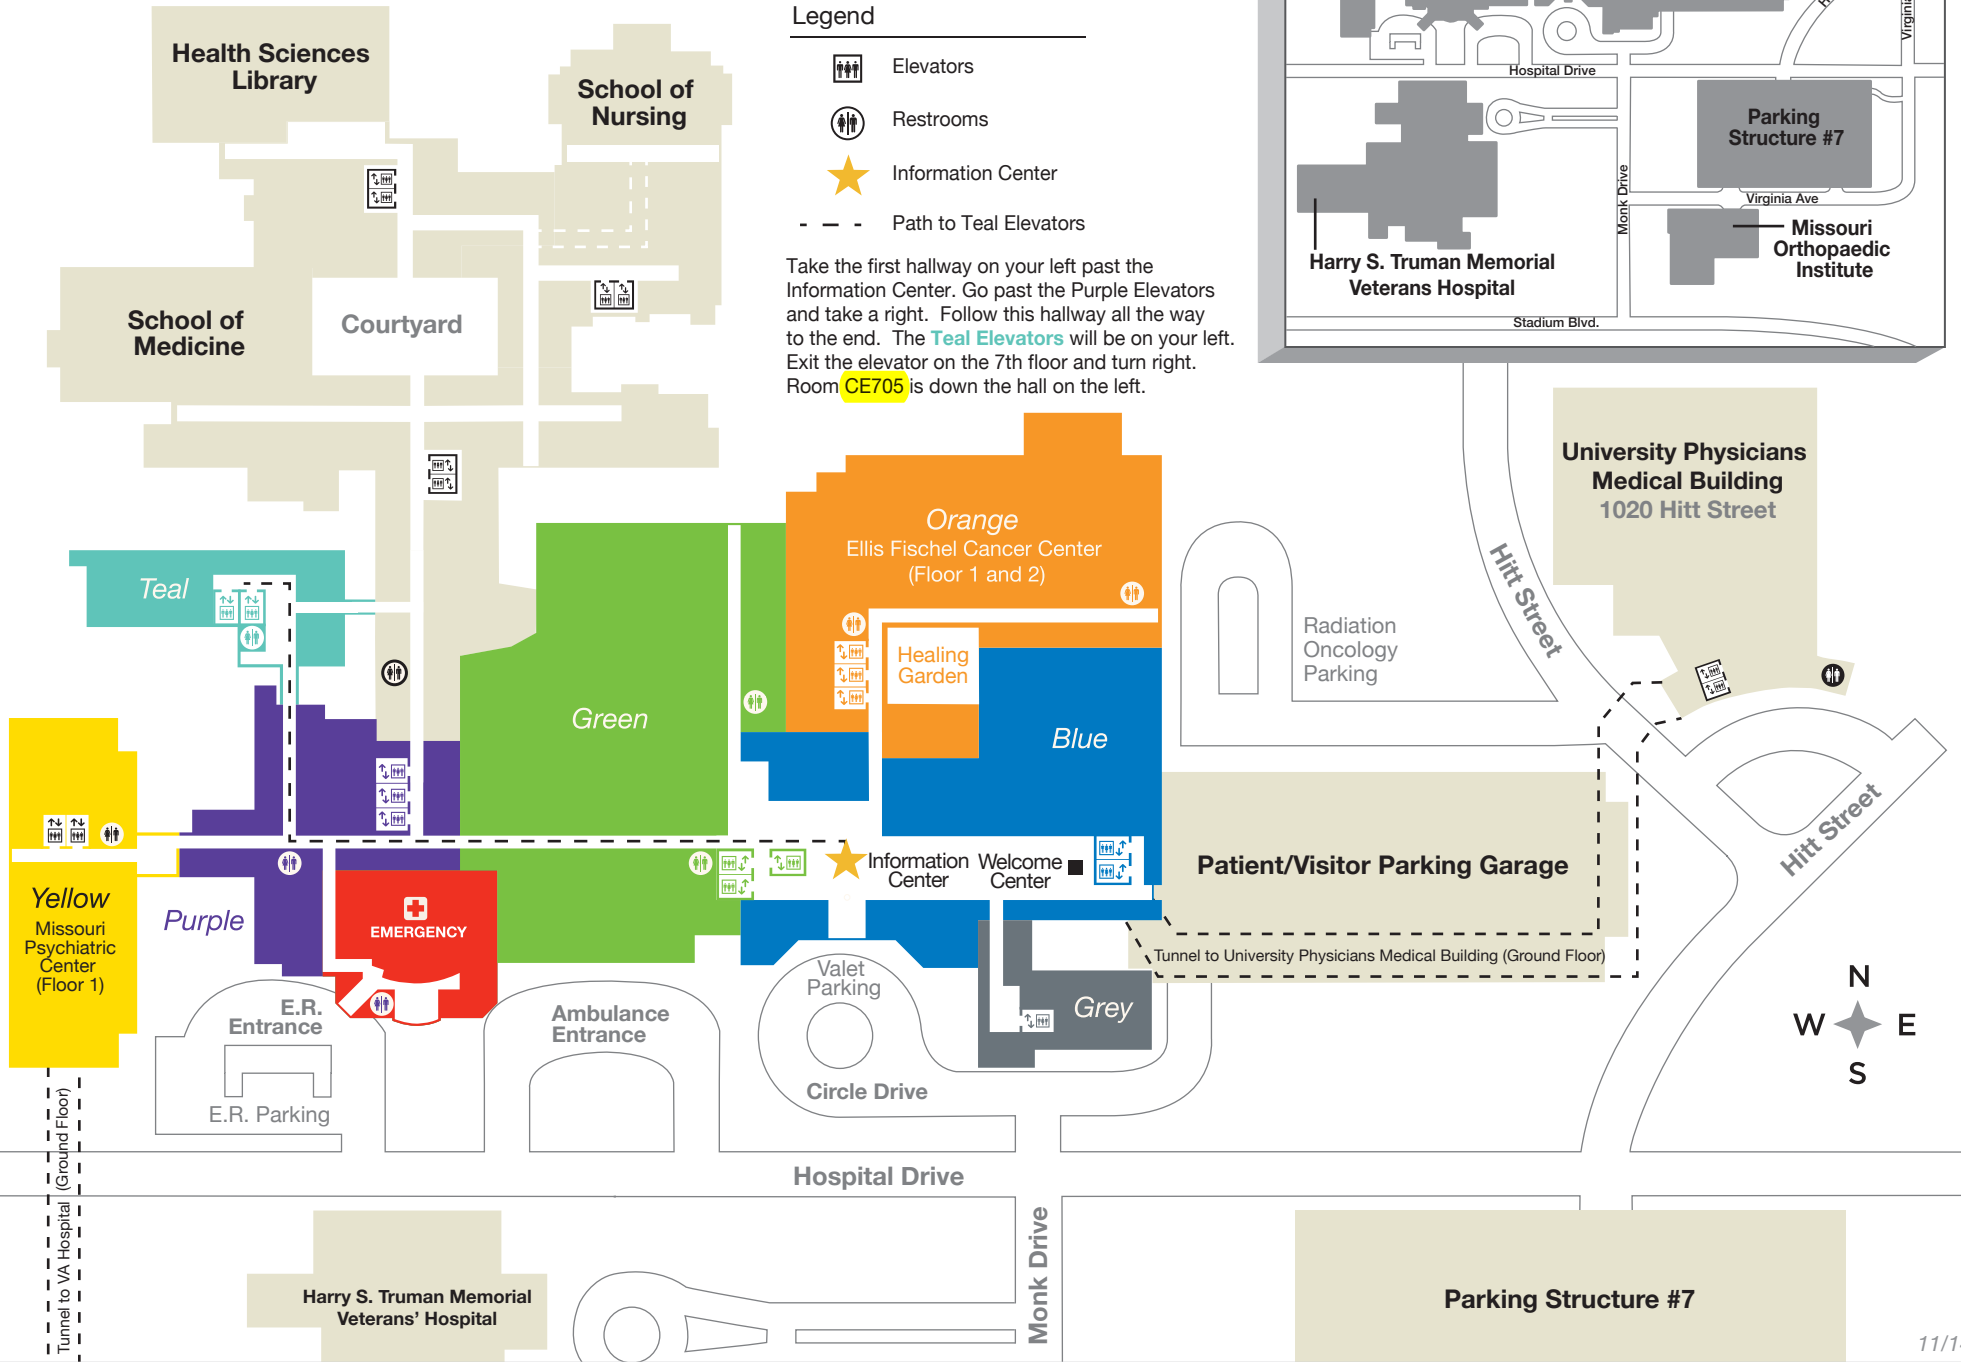 Legend
Elevators
Restrooms
Information Center
Path to Teal Elevators
Take the first hallway on your left past the
Information Center. Go past the Purple Elevators
and take a right. Follow this hallway all the way
to the end. The Teal Elevators will be on your left.
Exit the elevator on the 7th floor and turn right.
Room CE705 is down the hall on the left.
Health Sciences
Library
School of
Nursing
School of
Medicine
Courtyard
Hospital Drive
Virginia
Parking
Structure #7
Monk Drive
Virginia Ave
Missouri
Orthopaedic
Institute
Harry S. Truman Memorial
Veterans Hospital
Stadium Blvd.
University Physicians
Medical Building
1020 Hitt Street
Hitt Street
Orange
Ellis Fischel Cancer Center
(Floor 1 and 2)
Healing
Garden
Radiation
Oncology
Parking
Teal
Green
Blue
Yellow
Missouri
Psychiatric
Center
(Floor 1)
Purple
EMERGENCY
Information
Center
Welcome
Center
Patient/Visitor Parking Garage
Tunnel to University Physicians Medical Building (Ground Floor)
Hitt Street
Valet
Parking
Grey
Circle Drive
E.R.
Entrance
E.R. Parking
Ambulance
Entrance
N
W
E
S
Tunnel to VA Hospital (Ground Floor)
Hospital Drive
Monk Drive
Harry S. Truman Memorial
Veterans' Hospital
Parking Structure #7